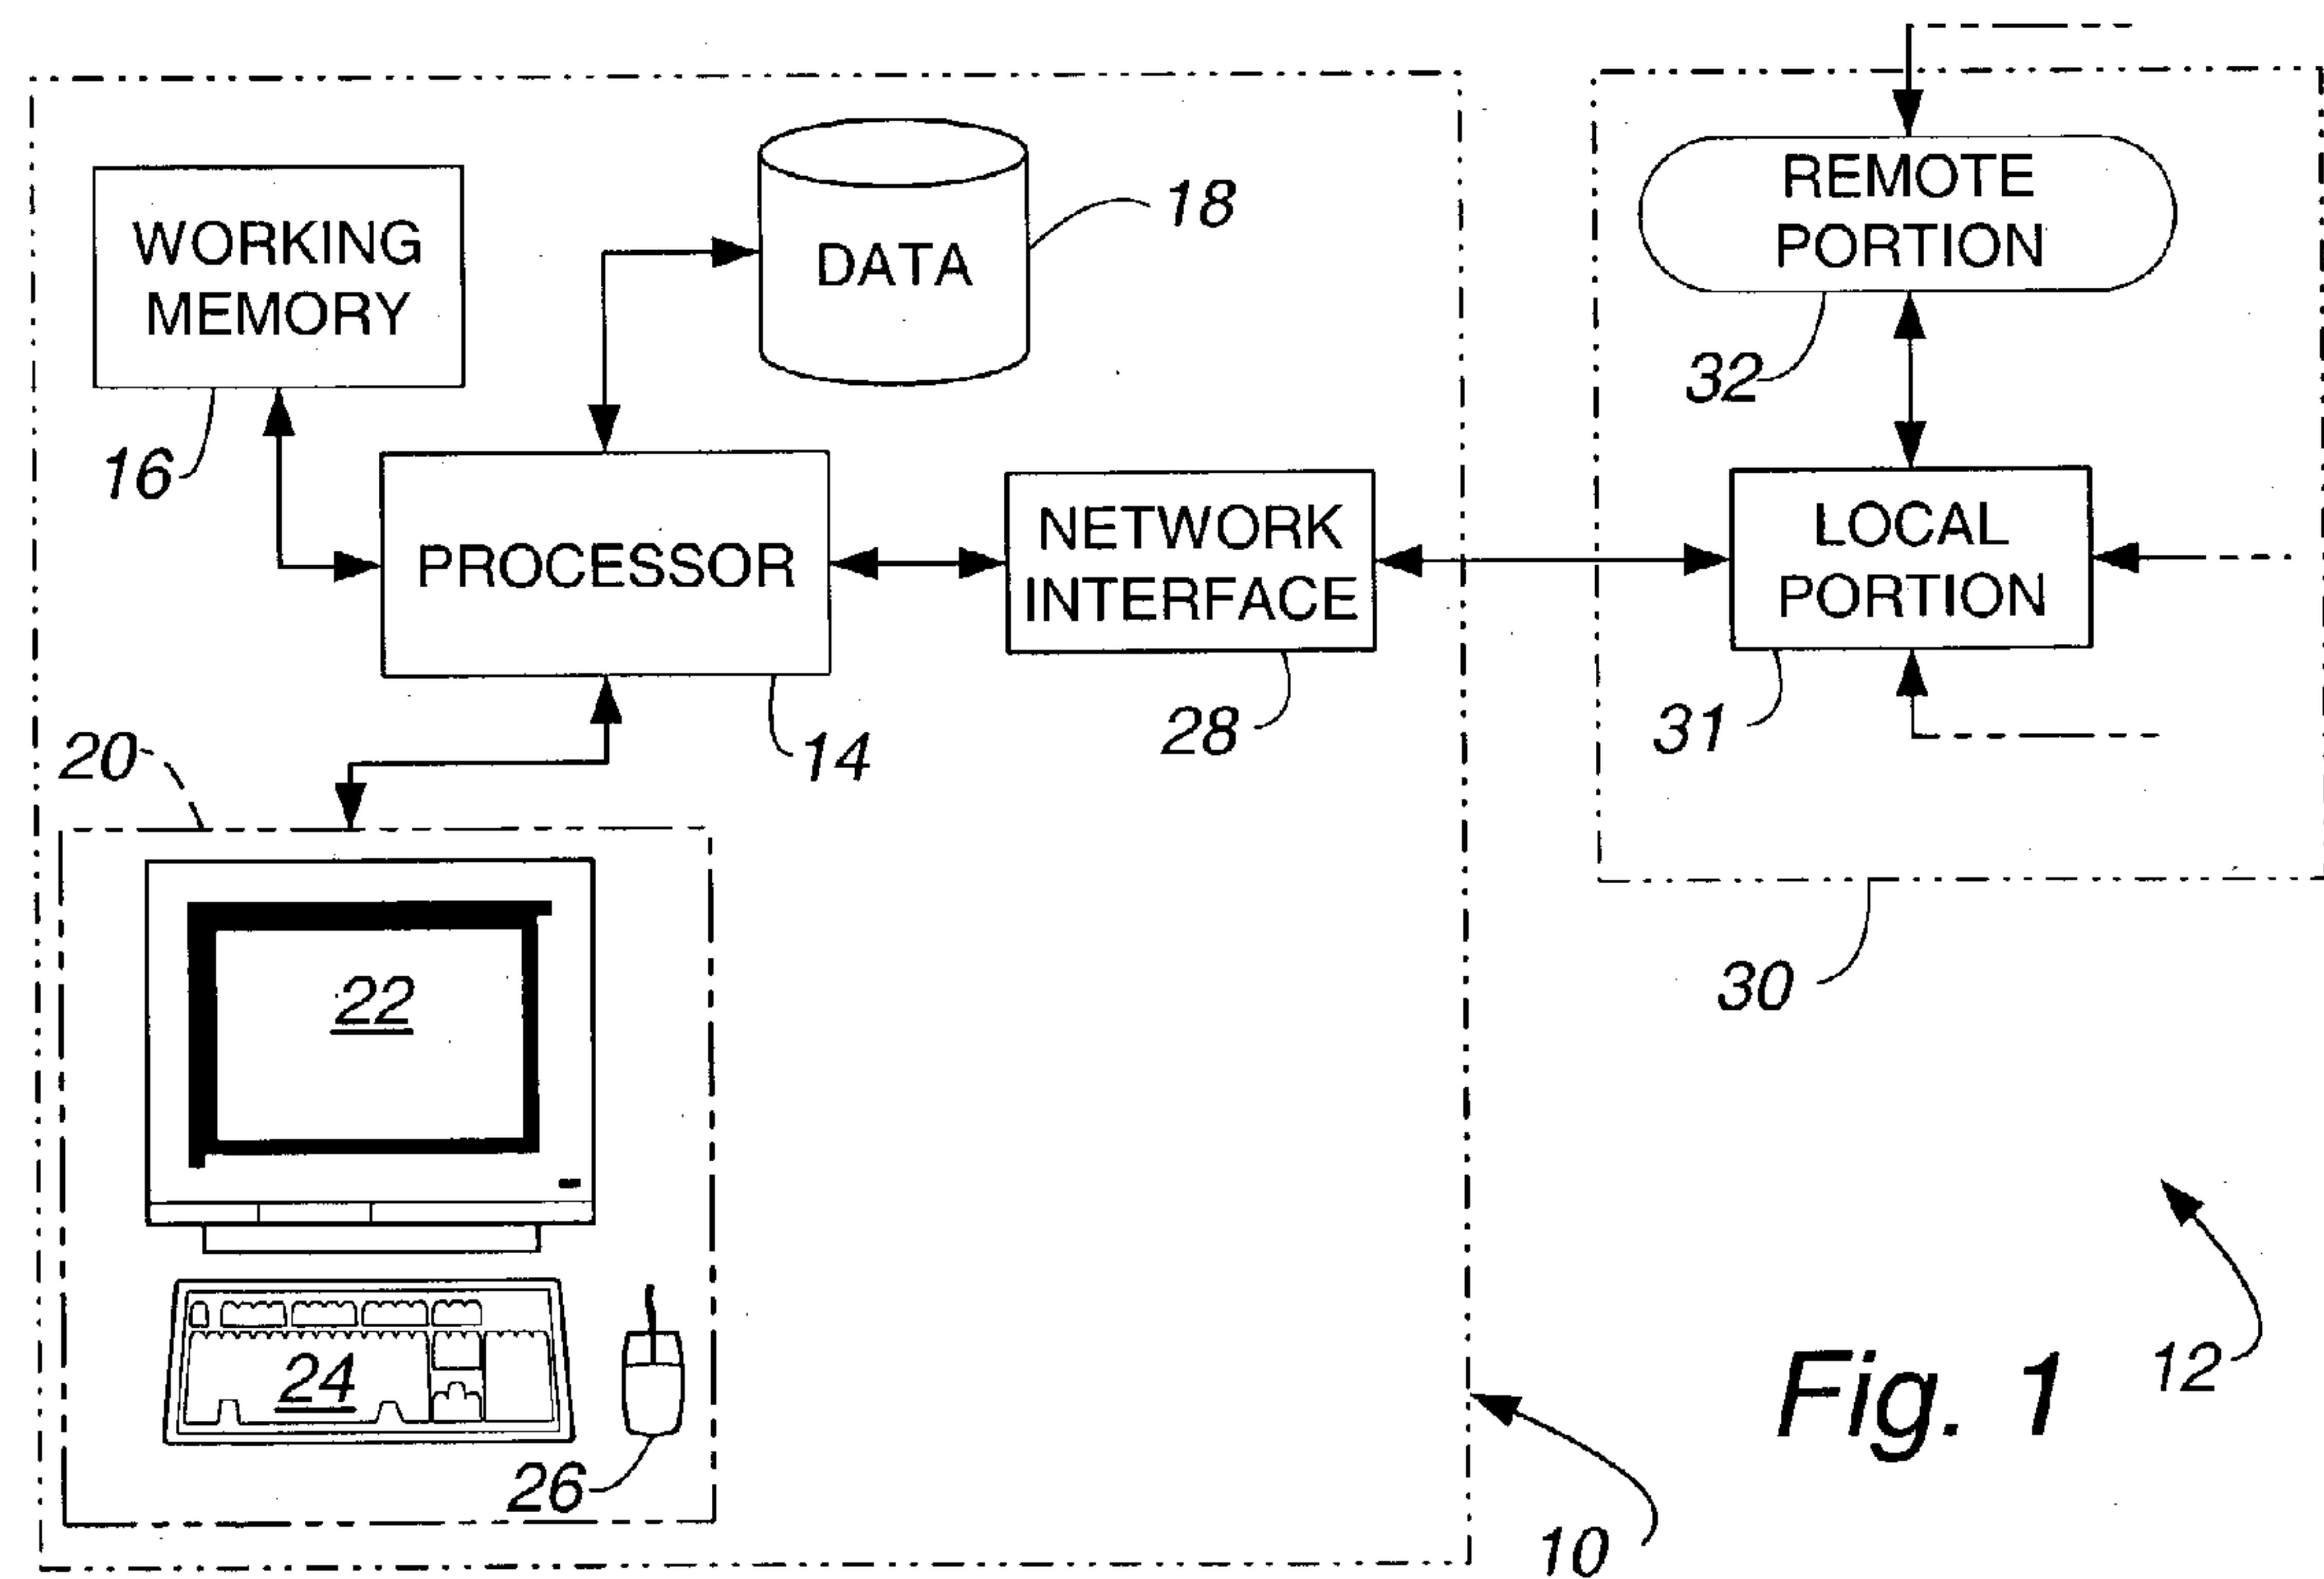 WORKING
MEMORY
16
DATA
18
REMOTE
PORTION
32
PROCESSOR
14
NETWORK
INTERFACE
28
LOCAL
PORTION
31
20
22
24
26
30
12
10
Fig. 1